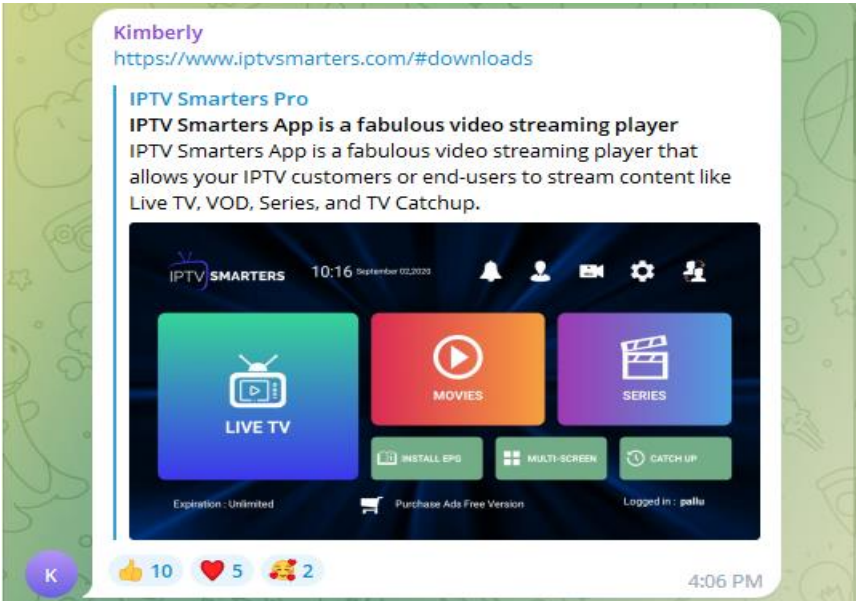 Kimberly
https://www.iptvsmarters.com/#downloads
IPTV Smarters Pro
IPTV Smarters App is a fabulous video streaming player
IPTV Smarters App is a fabulous video streaming player that
allows your IPTV customers or end-users to stream content like
Live TV, VOD, Series, and TV Catchup.
IPTV SMARTERS 10:16 September 02,2020
LIVE TV
MOVIES
SERIES
INSTALL EPG
MULTI-SCREEN
CATCH UP
Expiration : Unlimited
Purchase Ads Free Version
Logged in : pallu
K
10
5
2
4:06 PM